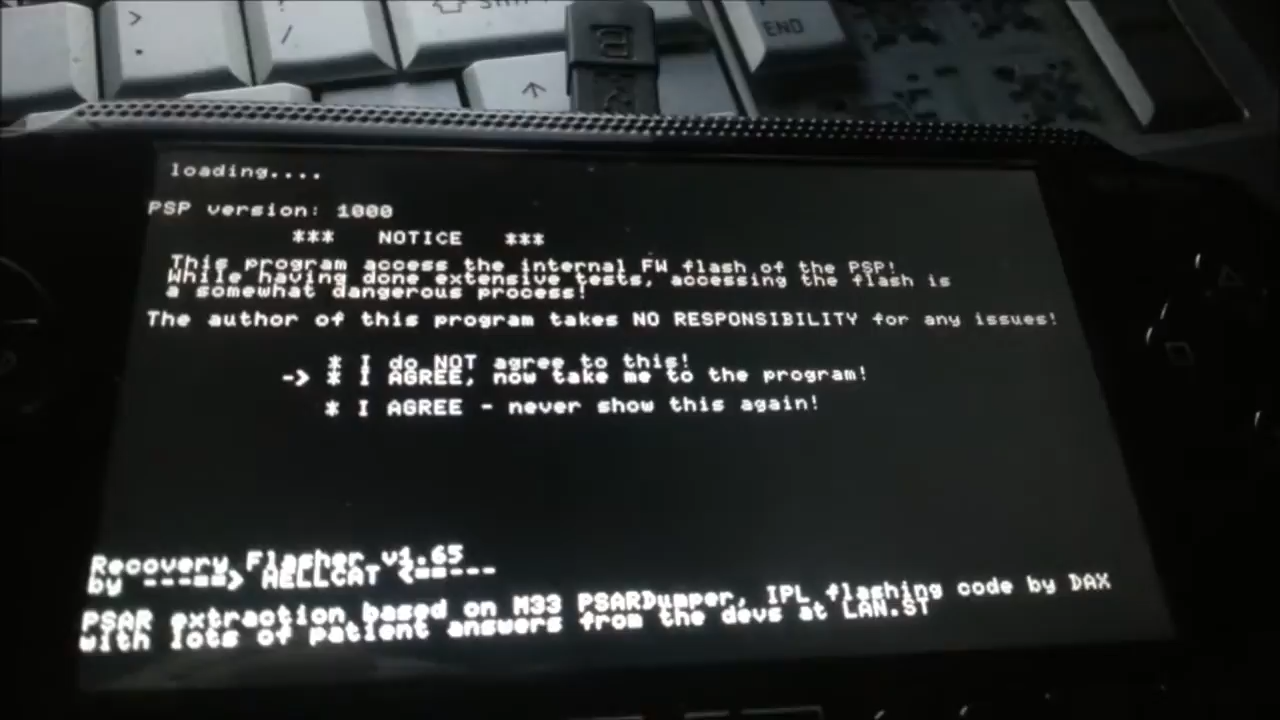 > .
/
END
loading....
PSP version: 1000
*** NOTICE ***
This program access the internal FW flash of the PSP!
While having done extensive tests, accessing the flash is
a somewhat dangerous process!
The author of this program takes NO RESPONSIBILITY for any issues!
* I do NOT agree to this!
-> * I AGREE, now take me to the program!
* I AGREE - never show this again!
Recovery Flasher v1.65
by ---==> HELLCAT <==---
PSAR extraction based on M33 PSARDumper, IPL flashing code by DAX
with lots of patient answers from the devs at LAN.ST